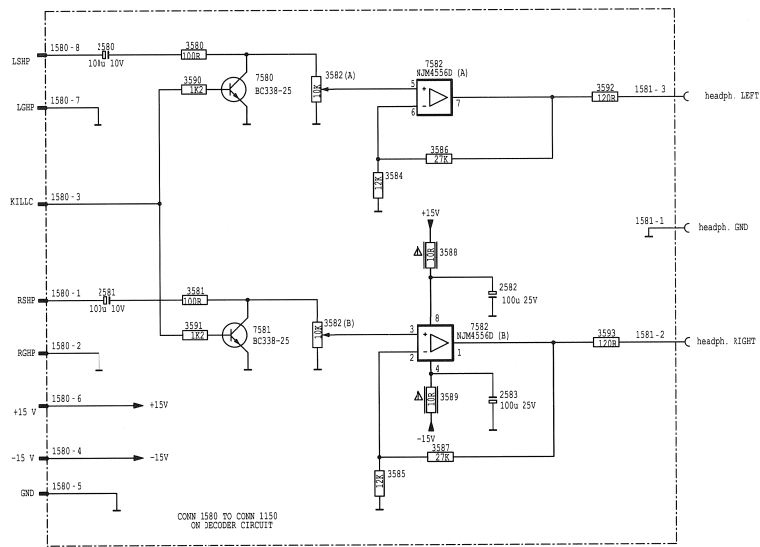 LSHP
1580-8
2580
100u 10V
3580
100R
3590
1K2
7580
BC338-25
3582(A)
10K
7582
NJM4556D (A)
5
+
6
-
7
3592
120R
1581-3
headph. LEFT
LGHP
1580-7
3586
27K
3584
12K
KILLC
1580-3
+15V
3588
10R
1581-1
headph. GND
2582
100u 25V
RSHP
1580-1
2581
100u 10V
3581
100R
3591
1K2
7581
BC338-25
3582(B)
10K
8
7582
NJM4556D (B)
3
+
2
-
1
4
3593
120R
1581-2
headph. RIGHT
RGHP
1580-2
3589
10R
2583
100u 25V
-15V
+15 V
1580-6
+15V
3587
27K
-15 V
1580-4
-15V
3585
12K
GND
1580-5
CONN 1580 TO CONN 1150
ON DECODER CIRCUIT